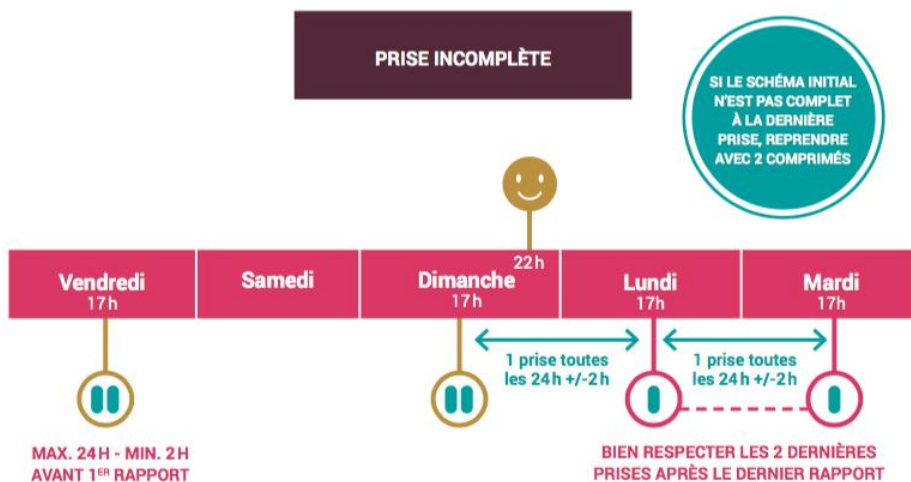 PRISE INCOMPLÈTE
SI LE SCHÉMA INITIAL
N'EST PAS COMPLET
À LA DERNIÈRE
PRISE, REPRENDRE
AVEC 2 COMPRIMÉS
22h
Vendredi
17h
Samedi
Dimanche
17h
Lundi
17h
Mardi
17h
1 prise toutes
les 24h +/-2h
1 prise toutes
les 24h +/-2h
MAX. 24H - MIN. 2H
AVANT 1ER RAPPORT
BIEN RESPECTER LES 2 DERNIÈRES
PRISES APRÈS LE DERNIER RAPPORT